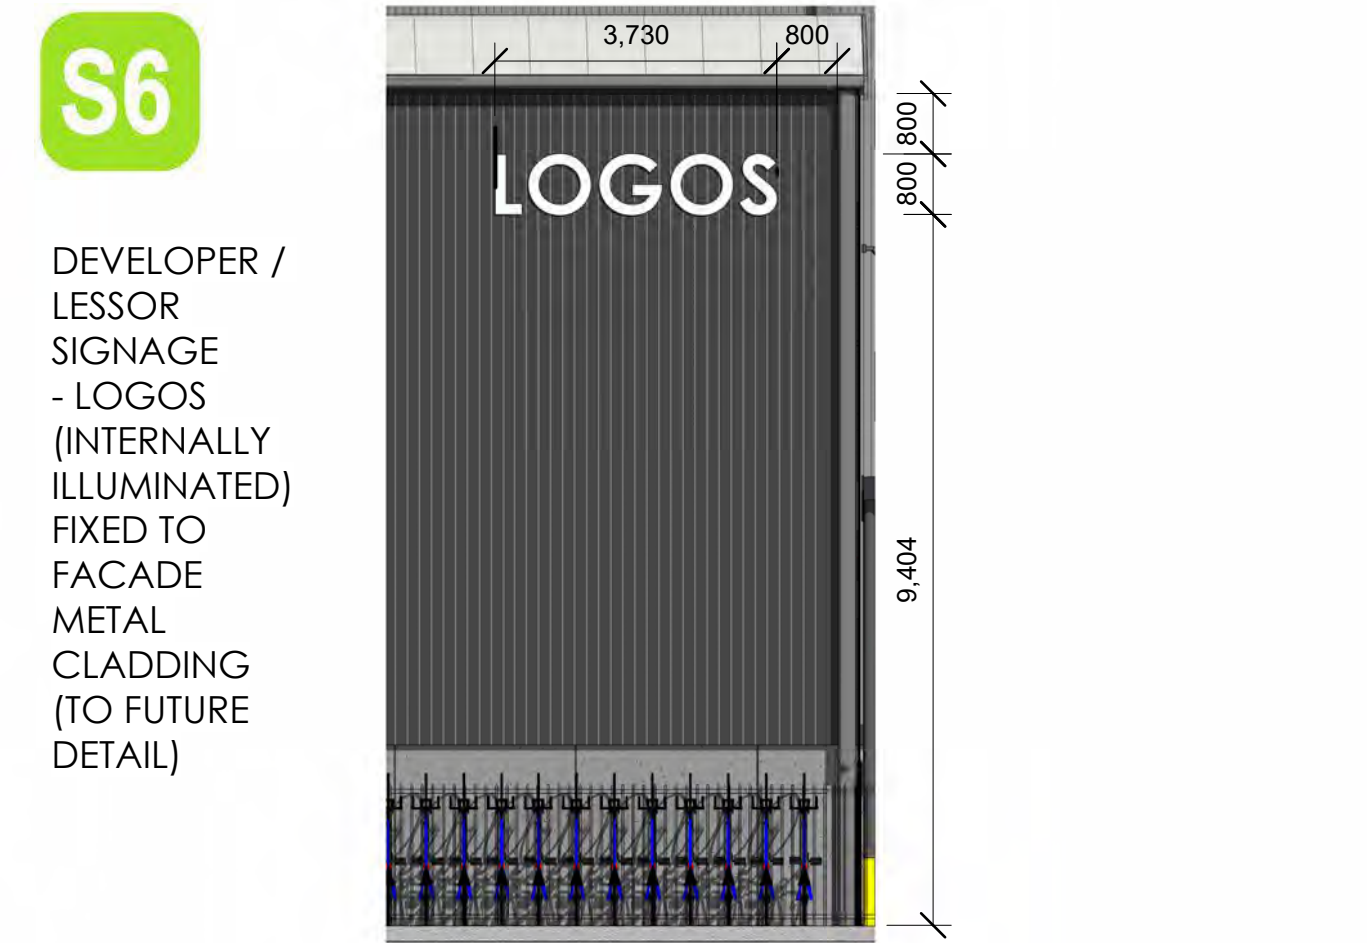 S6
DEVELOPER /
LESSOR
SIGNAGE
- LOGOS
(INTERNALLY
ILLUMINATED)
FIXED TO
FACADE
METAL
CLADDING
(TO FUTURE
DETAIL)
3,730
800
LOGOS
800
800
9,404